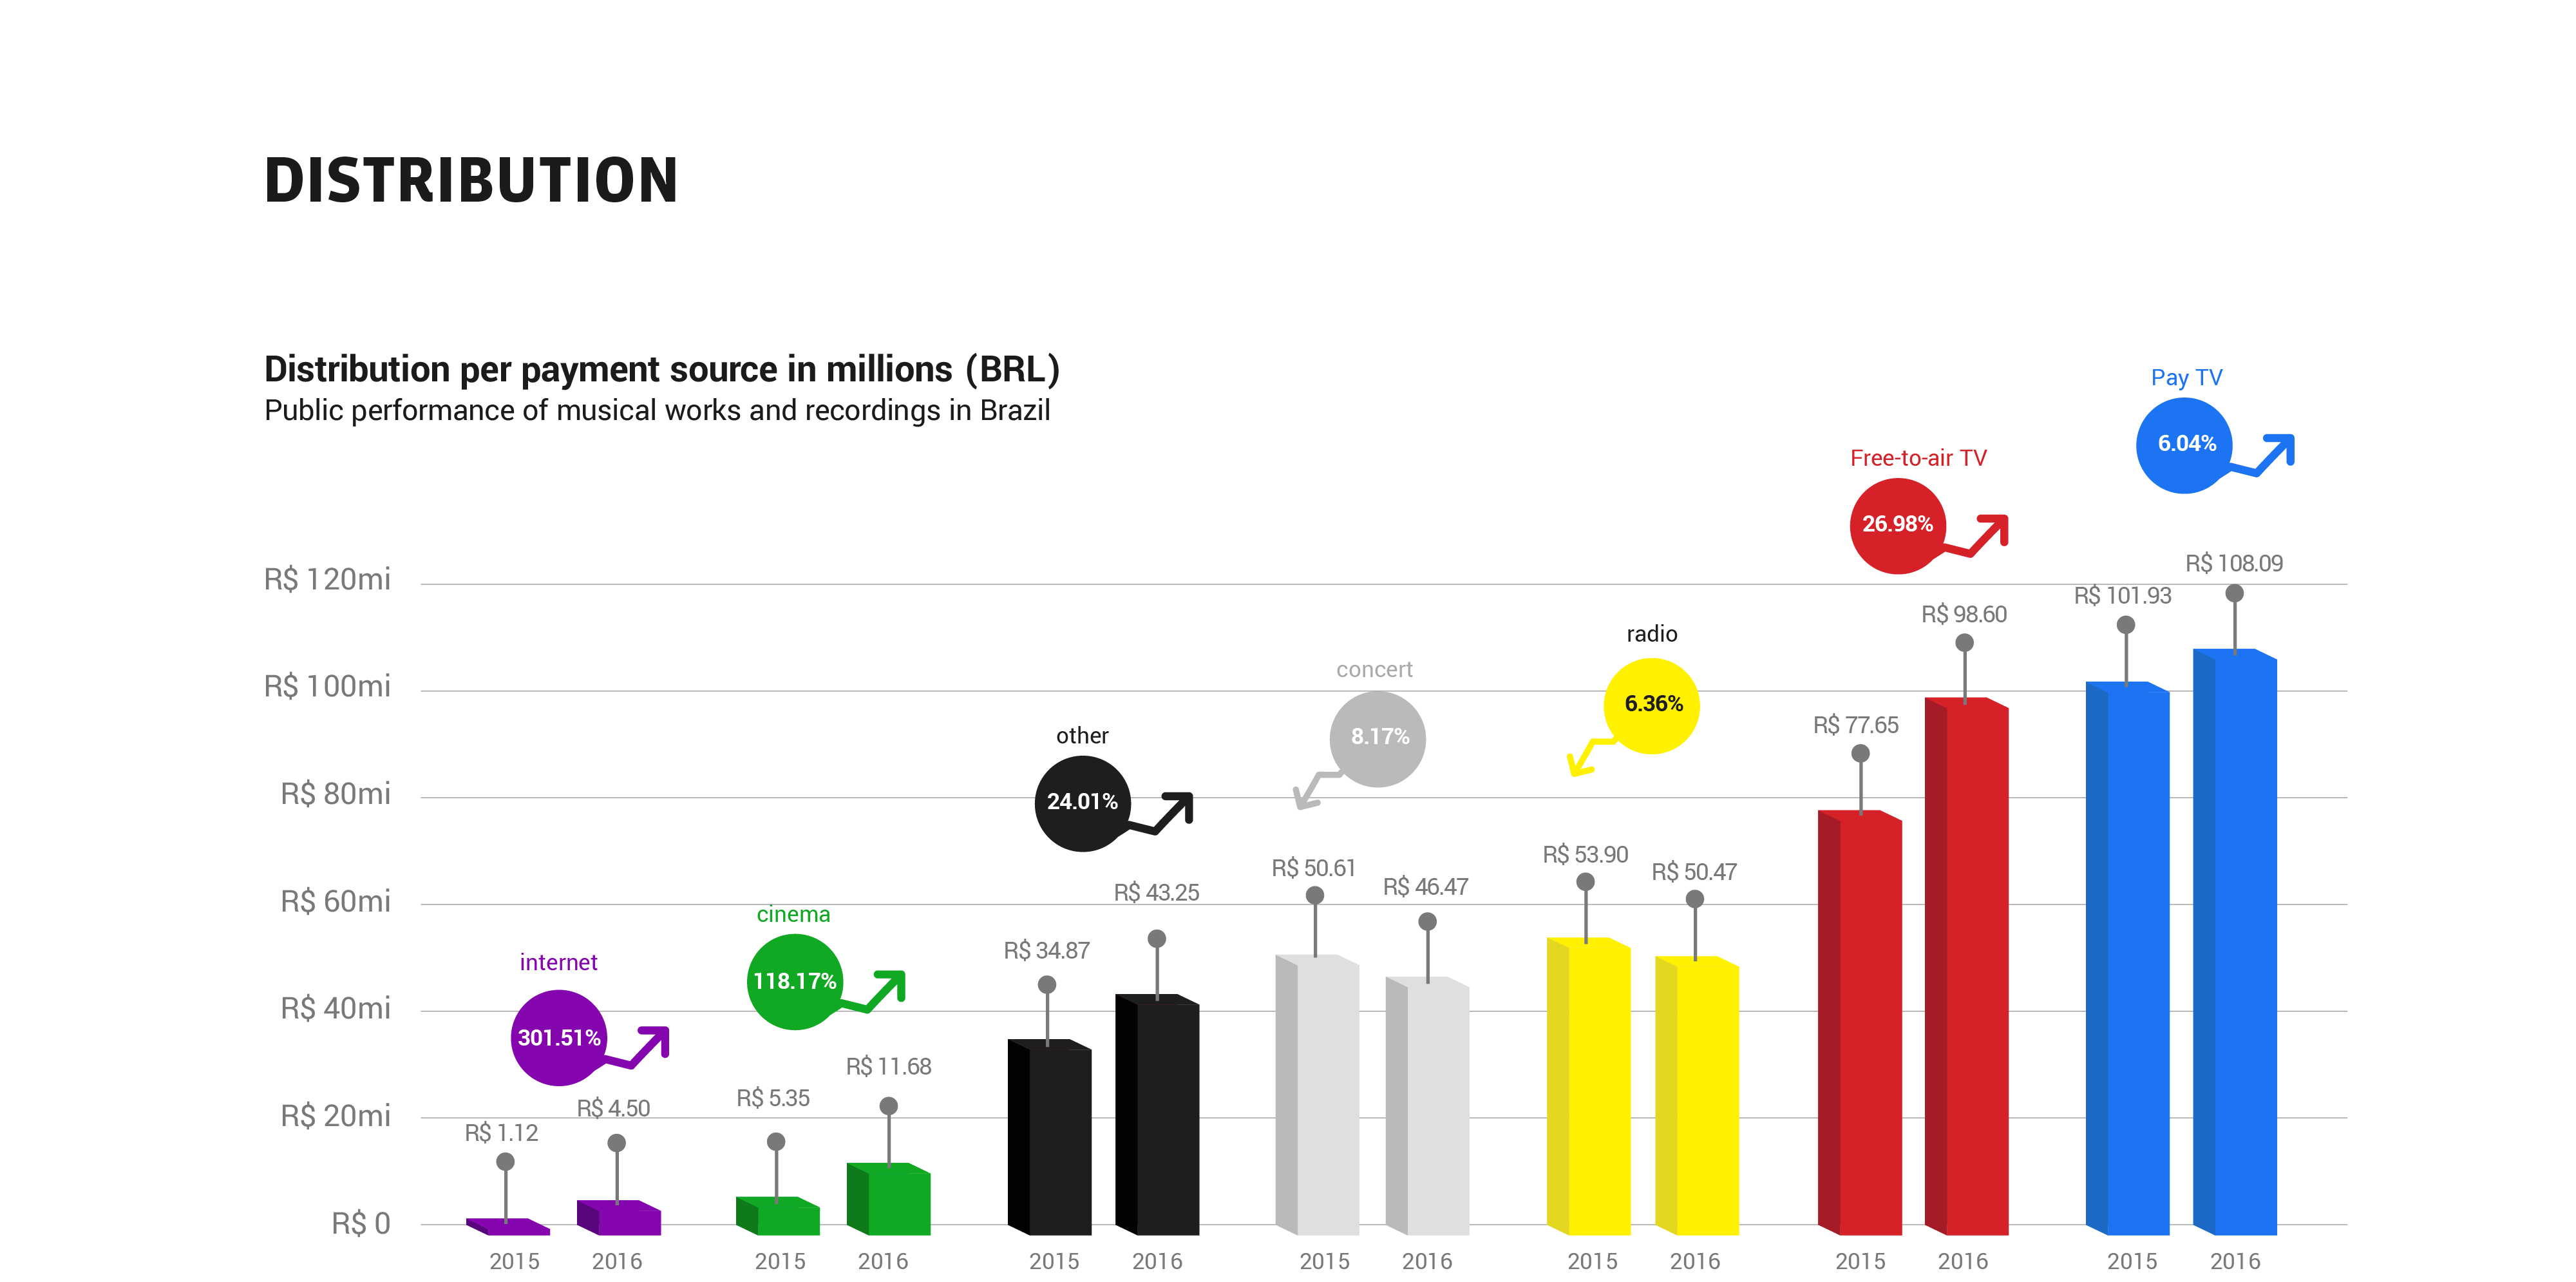 DISTRIBUTION
Distribution per payment source in millions (BRL)
Public performance of musical works and recordings in Brazil
Pay TV
6.04%
Free-to-air TV
26.98%
R$ 120mi
R$ 108.09
R$ 101.93
R$ 98.60
radio
6.36%
concert
8.17%
R$ 100mi
R$ 77.65
other
24.01%
R$ 80mi
R$ 53.90
R$ 50.47
R$ 50.61
R$ 46.47
R$ 43.25
R$ 60mi
cinema
118.17%
R$ 34.87
internet
301.51%
R$ 40mi
R$ 11.68
R$ 5.35
R$ 4.50
R$ 20mi
R$ 1.12
R$ 0
2015 2016 2015 2016 2015 2016 2015 2016 2015 2016 2015 2016 2015 2016